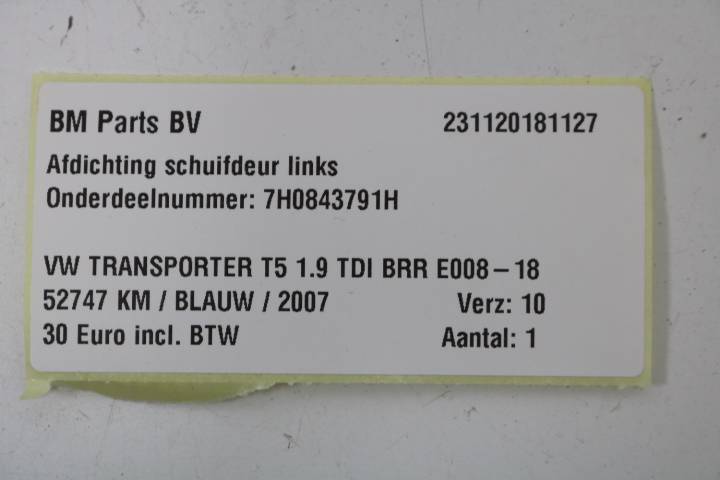 BM Parts BV 231120181127
Afdichting schuifdeur links
Onderdeelnummer: 7H0843791H
VW TRANSPORTER T5 1.9 TDI BRR E008-18
52747 KM / BLAUW / 2007 Verz: 10
30 Euro incl. BTW Aantal: 1